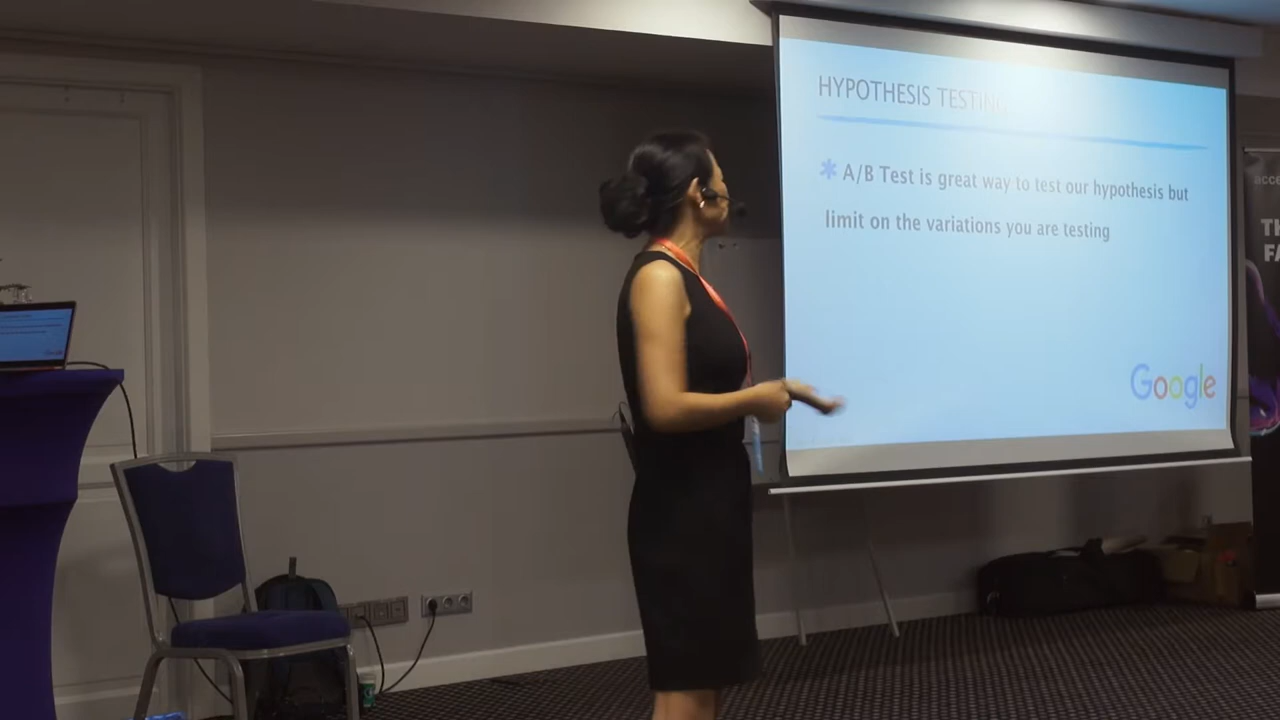 HYPOTHESIS TESTING
* A/B Test is great way to test our hypothesis but
limit on the variations you are testing
Google
acce